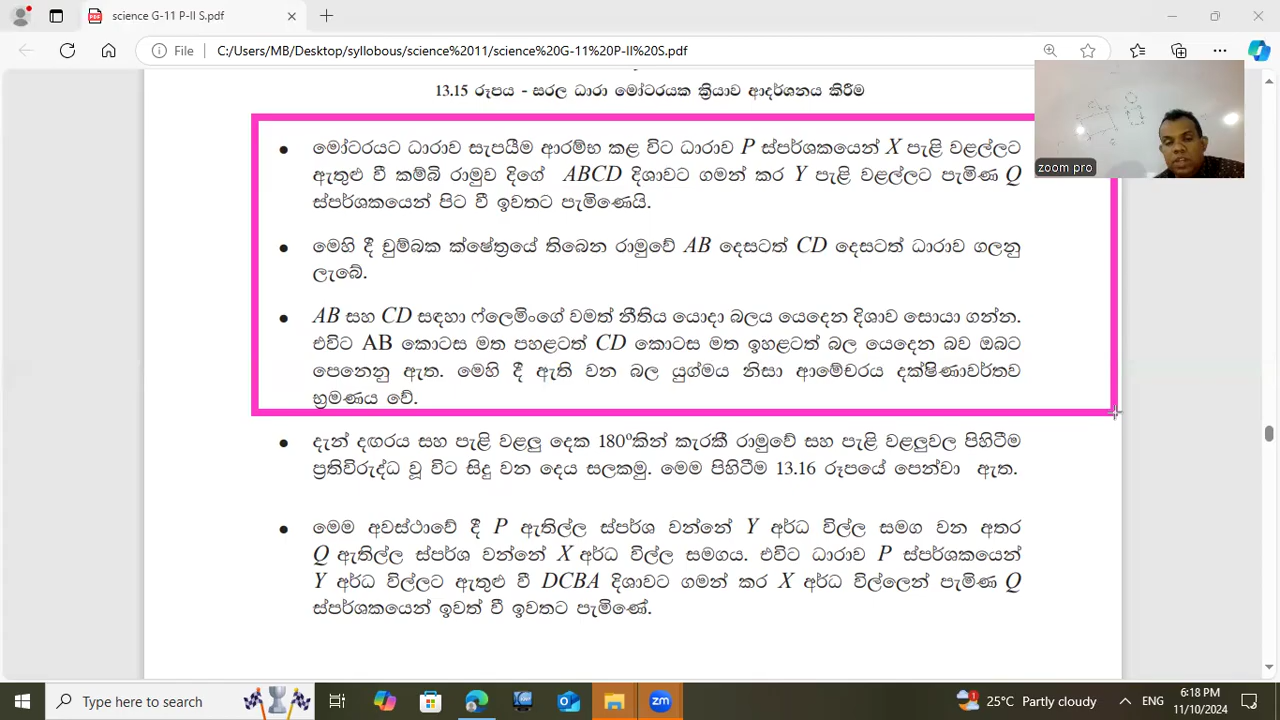 science G-11 P-II S.pdf
File
C:/Users/MB/Desktop/syllobous/science%2011/science%20G-11%20P-II%20S.pdf
13.15 රූපය - සරල ධාරා මෝටරයක ක්‍රියාව ආදර්ශනය කිරීම
zoom pro
• මෝටරයට ධාරාව සැපයීම ආරම්භ කළ විට ධාරාව P ස්පර්ශකයෙන් X පැළි වළල්ලට
ඇතුළු වී කම්බි රාමුව දිගේ ABCD දිශාවට ගමන් කර Y පැළි වළල්ලට පැමිණ Q
ස්පර්ශකයෙන් පිට වී ඉවතට පැමිණෙයි.
• මෙහි දී චුම්බක ක්ෂේත්‍රයේ තිබෙන රාමුවේ AB දෙසටත් CD දෙසටත් ධාරාව ගලනු
ලැබේ.
• AB සහ CD සඳහා ෆ්ලෙමිංගේ වමත් නීතිය යොදා බලය යෙදෙන දිශාව සොයා ගන්න.
එවිට AB කොටස මත පහළටත් CD කොටස මත ඉහළටත් බල යෙදෙන බව ඔබට
පෙනෙනු ඇත. මෙහි දී ඇති වන බල යුග්මය නිසා ආමේචරය දක්ෂිණාවර්තව
භ්‍රමණය වේ.
• දැන් දඟරය සහ පැළි වළලු දෙක 180°කින් කැරකී රාමුවේ සහ පැළි වළලුවල පිහිටීම
ප්‍රතිවිරුද්ධ වූ විට සිදු වන දෙය සලකමු. මෙම පිහිටීම 13.16 රූපයේ පෙන්වා ඇත.
• මෙම අවස්ථාවේ දී P ඇතිල්ල ස්පර්ශ වන්නේ Y අර්ධ විල්ල සමග වන අතර
Q ඇතිල්ල ස්පර්ශ වන්නේ X අර්ධ විල්ල සමගය. එවිට ධාරාව P ස්පර්ශකයෙන්
Y අර්ධ විල්ලට ඇතුළු වී DCBA දිශාවට ගමන් කර X අර්ධ විල්ලෙන් පැමිණ Q
ස්පර්ශකයෙන් ඉවත් වී ඉවතට පැමිණේ.
Type here to search
25°C Partly cloudy
ENG
6:18 PM
11/10/2024